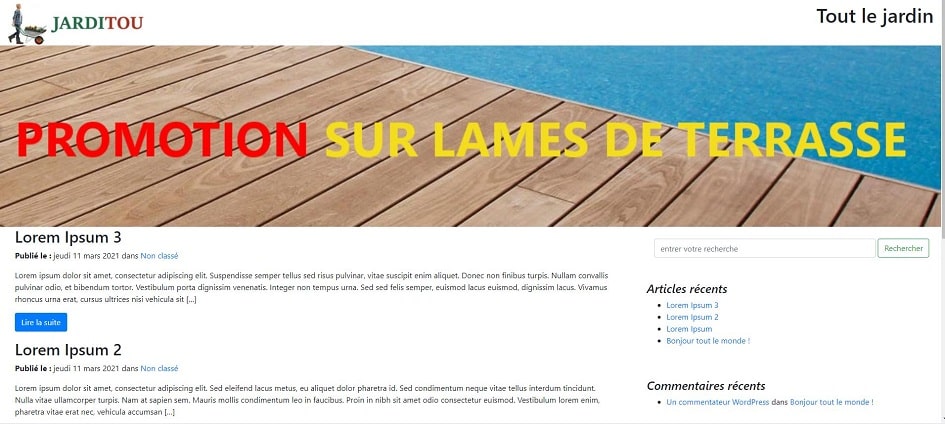 JARDITOU
Tout le jardin
PROMOTION SUR LAMES DE TERRASSE
Lorem Ipsum 3
Publié le : jeudi 11 mars 2021 dans Non classé
Lorem ipsum dolor sit amet, consectetur adipiscing elit. Suspendisse semper tellus sed risus pulvinar, vitae suscipit enim aliquet. Donec non finibus turpis. Nullam convallis
pulvinar odio, et bibendum tortor. Vestibulum porta dignissim venenatis. Integer non tempus urna. Sed sed felis semper, euismod lacus euismod, dignissim lacus. Vivamus
rhoncus urna erat, cursus ultrices nisi vehicula sit [...]
Lire la suite
Lorem Ipsum 2
Publié le : jeudi 11 mars 2021 dans Non classé
Lorem ipsum dolor sit amet, consectetur adipiscing elit. Sed eleifend lacus metus, eu aliquet dolor pharetra id. Sed condimentum neque vitae tellus interdum tincidunt.
Nulla vitae ullamcorper turpis. Nam at sapien sem. Mauris mollis condimentum leo in faucibus. Proin in nibh sit amet odio consectetur euismod. Vestibulum lorem enim,
pharetra vitae erat nec, vehicula accumsan [...]
entrer votre recherche
Rechercher
Articles récents
Lorem Ipsum 3
Lorem Ipsum 2
Lorem Ipsum
Bonjour tout le monde !
Commentaires récents
Un commentateur WordPress dans Bonjour tout le monde !